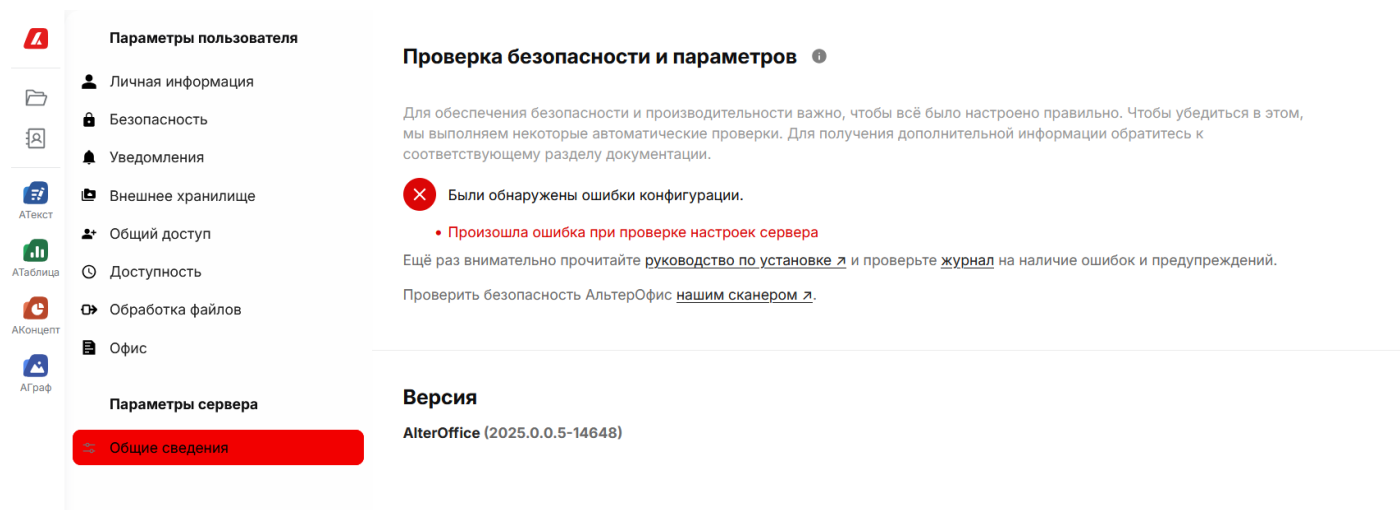 Параметры пользователя
Личная информация
Безопасность
Уведомления
Внешнее хранилище
Общий доступ
Доступность
Обработка файлов
Офис
Параметры сервера
Общие сведения
АТекст
АТаблица
АКонцепт
АГраф
Проверка безопасности и параметров
Для обеспечения безопасности и производительности важно, чтобы всё было настроено правильно. Чтобы убедиться в этом,
мы выполняем некоторые автоматические проверки. Для получения дополнительной информации обратитесь к
соответствующему разделу документации.
Были обнаружены ошибки конфигурации.
• Произошла ошибка при проверке настроек сервера
Ещё раз внимательно прочитайте руководство по установке ↗ и проверьте журнал на наличие ошибок и предупреждений.
Проверить безопасность АльтерОфис нашим сканером ↗.
Версия
AlterOffice (2025.0.0.5-14648)